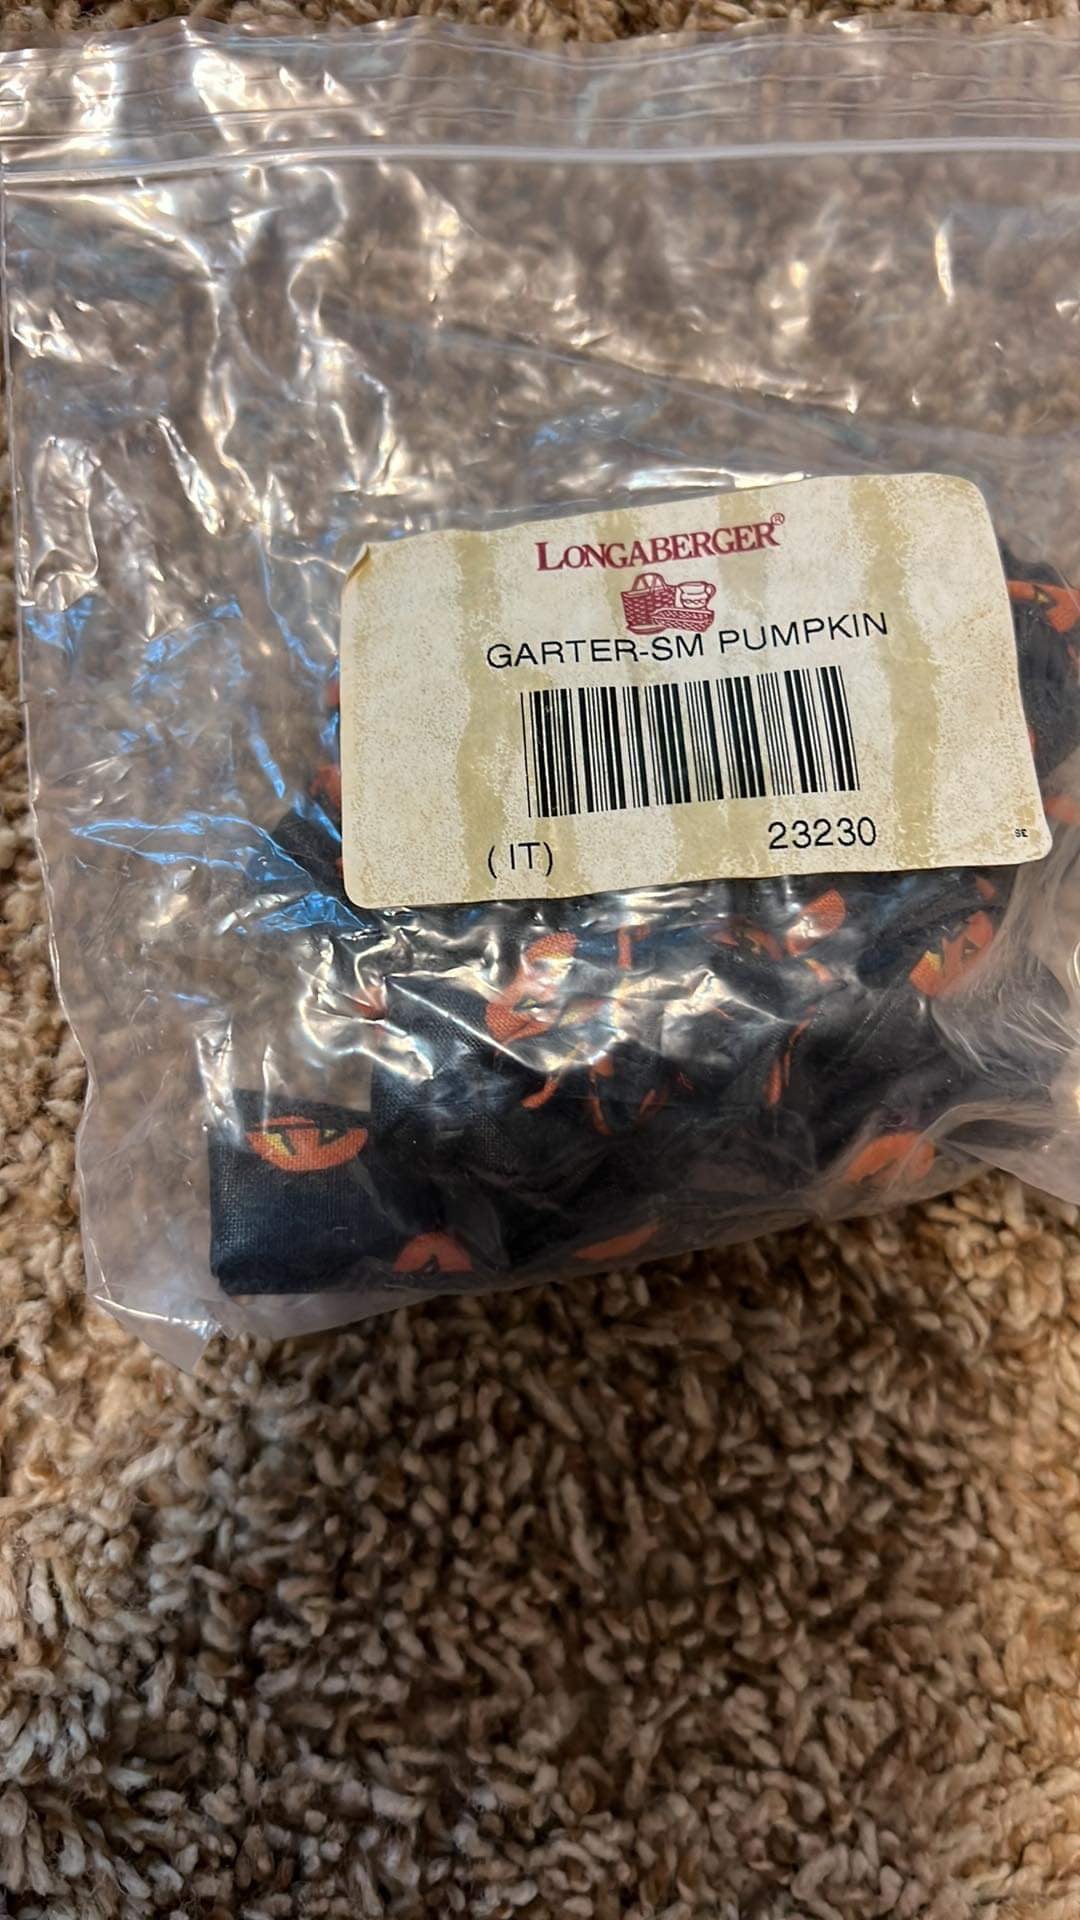 LONGABERGER®
GARTER-SM PUMPKIN
(IT)
23230